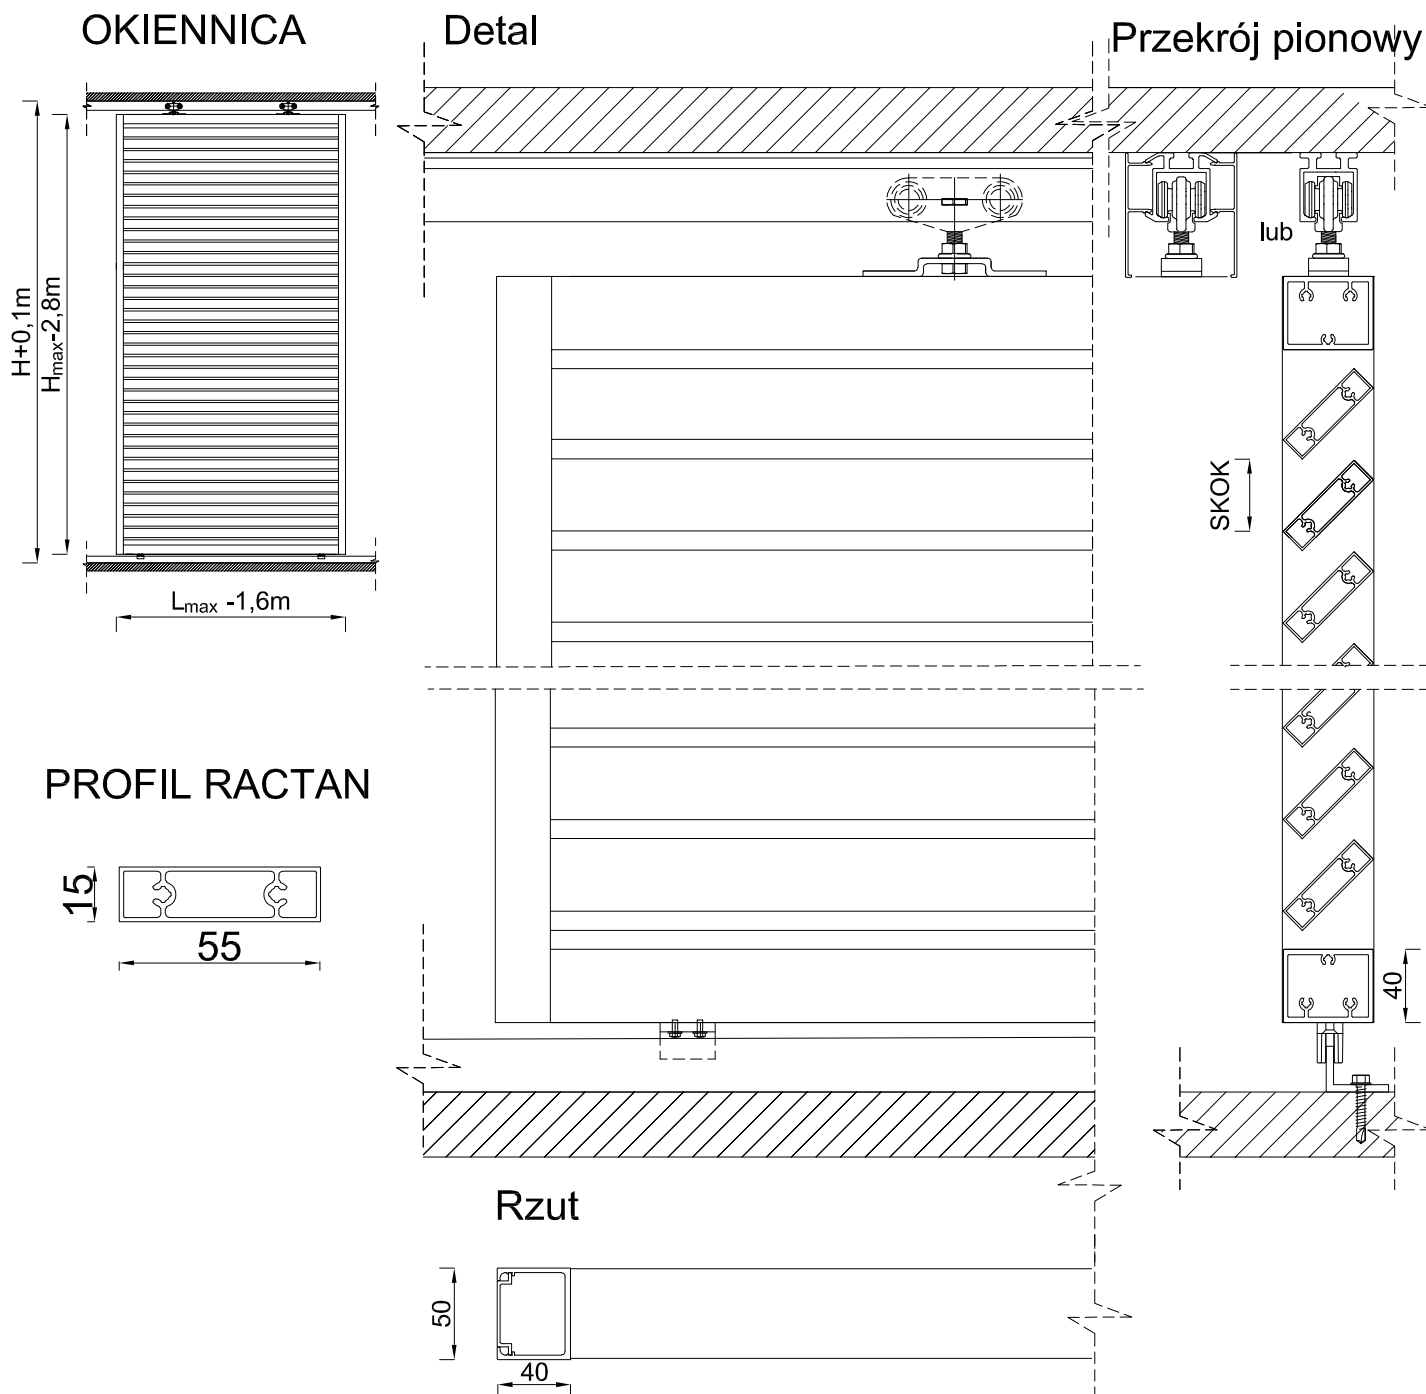 OKIENNICA
Detal
Przekrój pionowy
H+0,1m
Hmax-2,8m
Lmax -1,6m
lub
SKOK
PROFIL RACTAN
15
55
40
Rzut
50
40